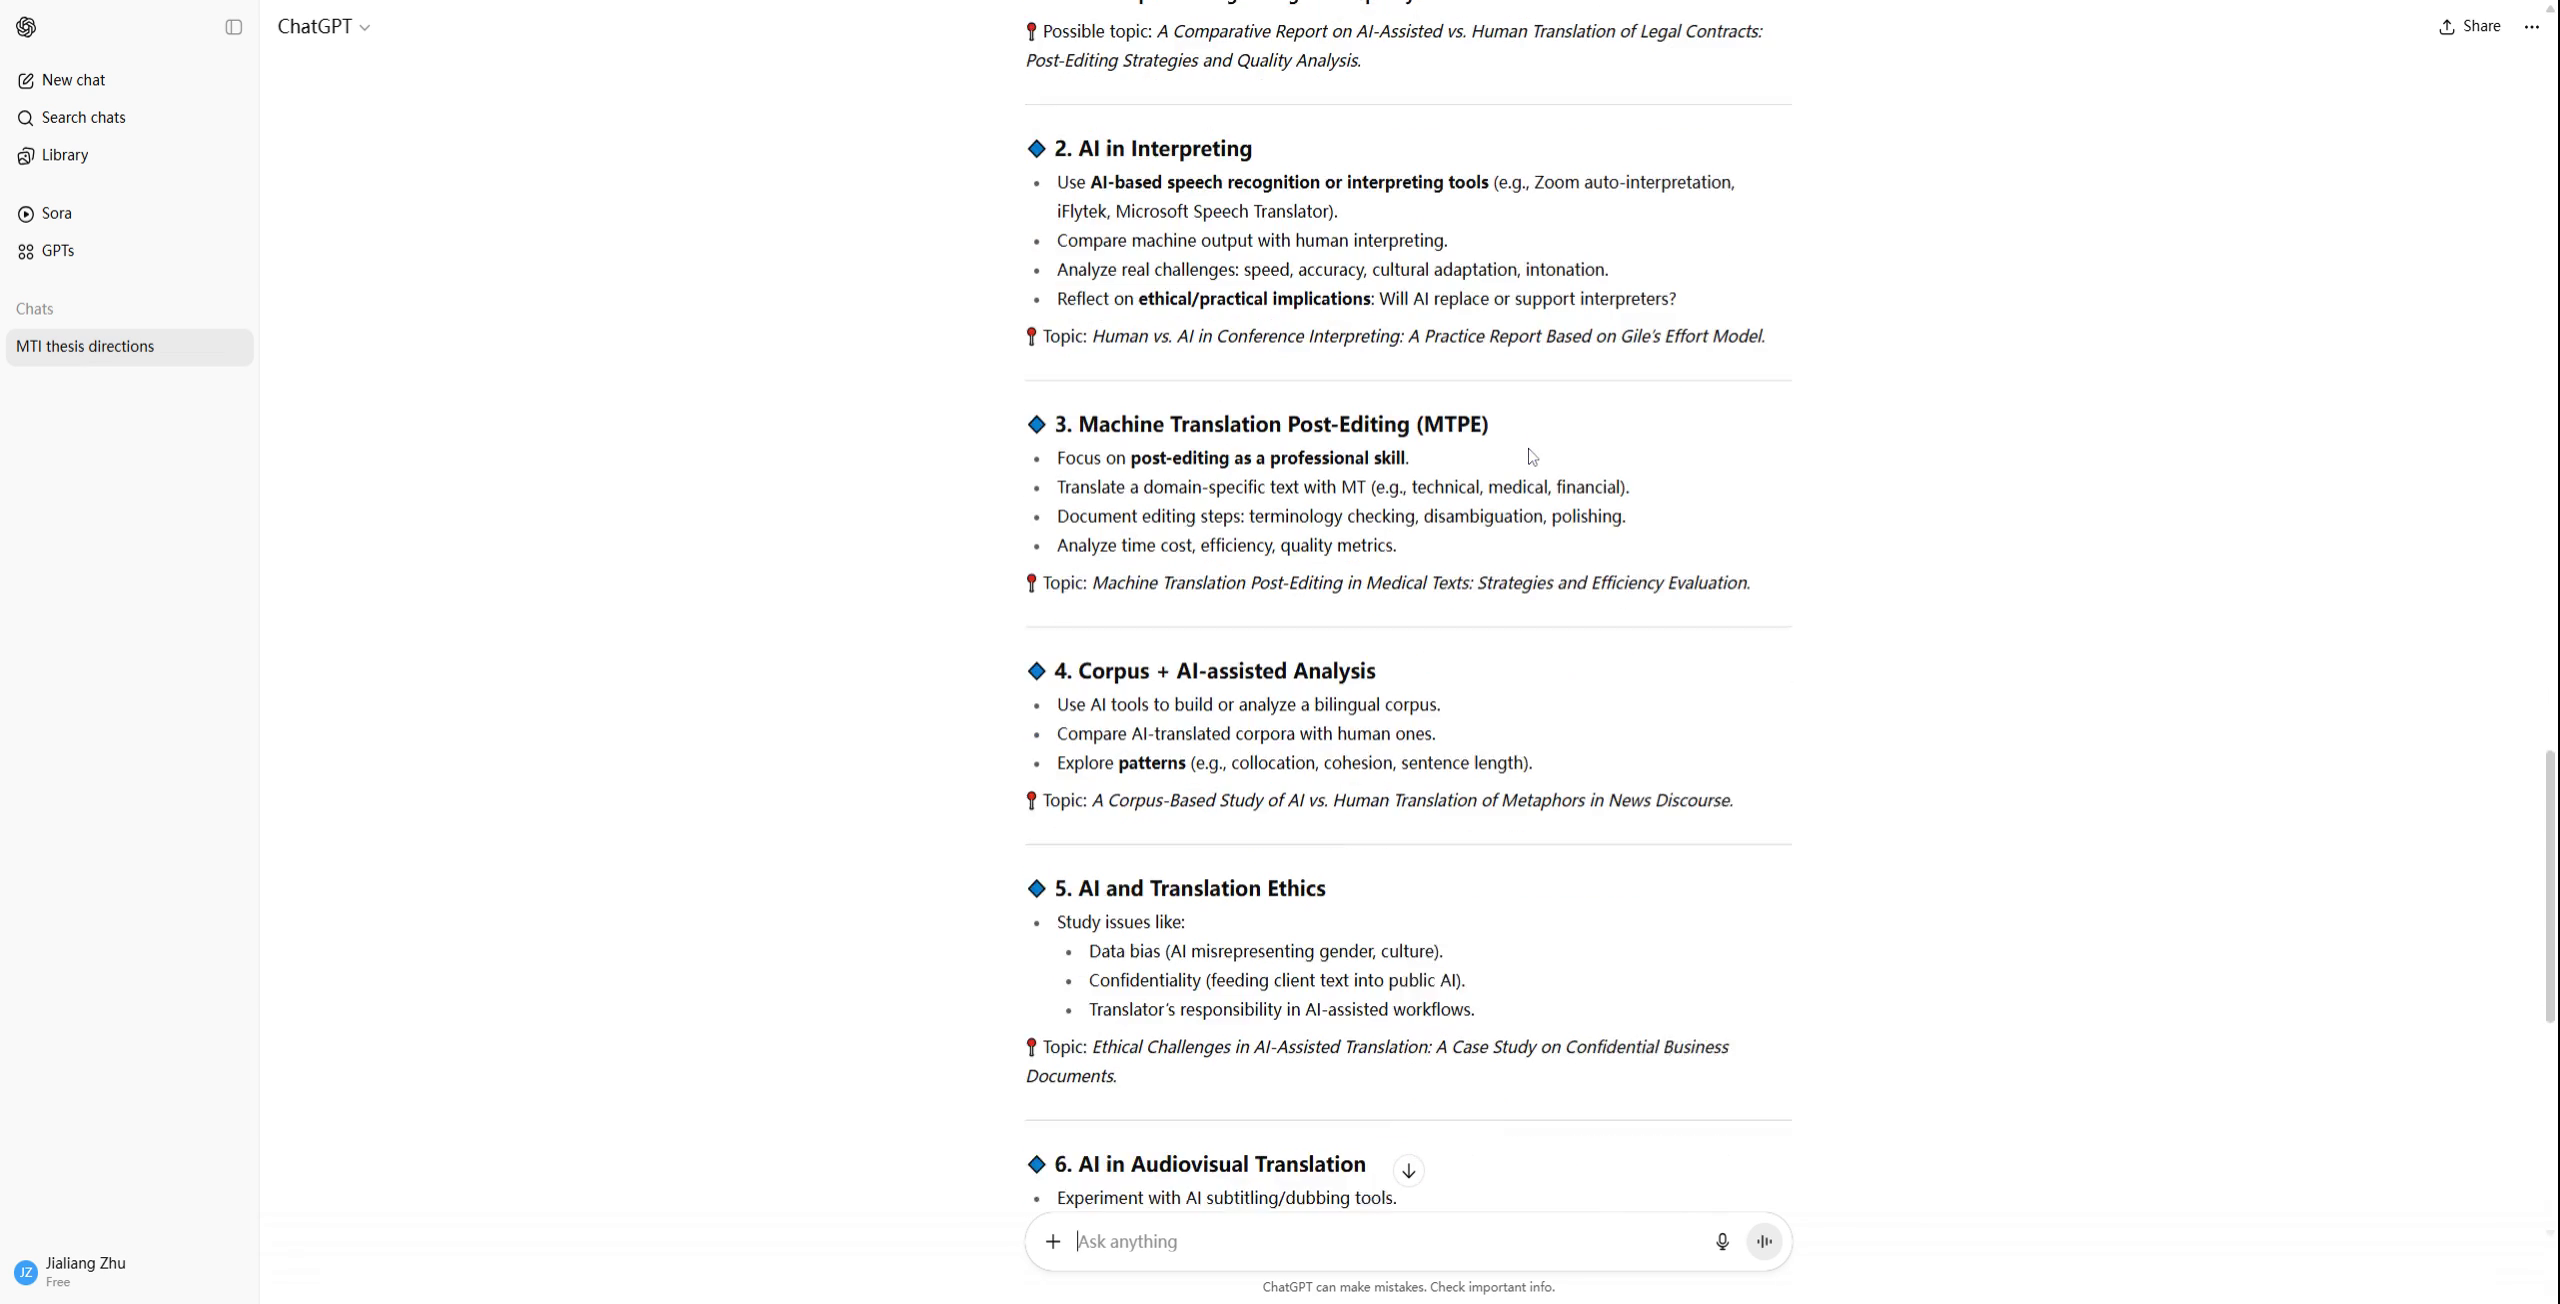 ChatGPT
Share
New chat
Search chats
Library
Sora
GPTs
Chats
MTI thesis directions
Jialiang Zhu
Free
JZ
Possible topic: A Comparative Report on AI-Assisted vs. Human Translation of Legal Contracts:
Post-Editing Strategies and Quality Analysis.
2. AI in Interpreting
Use AI-based speech recognition or interpreting tools (e.g., Zoom auto-interpretation,
iFlytek, Microsoft Speech Translator).
Compare machine output with human interpreting.
Analyze real challenges: speed, accuracy, cultural adaptation, intonation.
Reflect on ethical/practical implications: Will AI replace or support interpreters?
Topic: Human vs. AI in Conference Interpreting: A Practice Report Based on Gile's Effort Model.
3. Machine Translation Post-Editing (MTPE)
Focus on post-editing as a professional skill.
Translate a domain-specific text with MT (e.g., technical, medical, financial).
Document editing steps: terminology checking, disambiguation, polishing.
Analyze time cost, efficiency, quality metrics.
Topic: Machine Translation Post-Editing in Medical Texts: Strategies and Efficiency Evaluation.
4. Corpus + AI-assisted Analysis
Use AI tools to build or analyze a bilingual corpus.
Compare AI-translated corpora with human ones.
Explore patterns (e.g., collocation, cohesion, sentence length).
Topic: A Corpus-Based Study of AI vs. Human Translation of Metaphors in News Discourse.
5. AI and Translation Ethics
Study issues like:
Data bias (AI misrepresenting gender, culture).
Confidentiality (feeding client text into public AI).
Translator's responsibility in AI-assisted workflows.
Topic: Ethical Challenges in AI-Assisted Translation: A Case Study on Confidential Business
Documents.
6. AI in Audiovisual Translation
Experiment with AI subtitling/dubbing tools.
Ask anything
ChatGPT can make mistakes. Check important info.